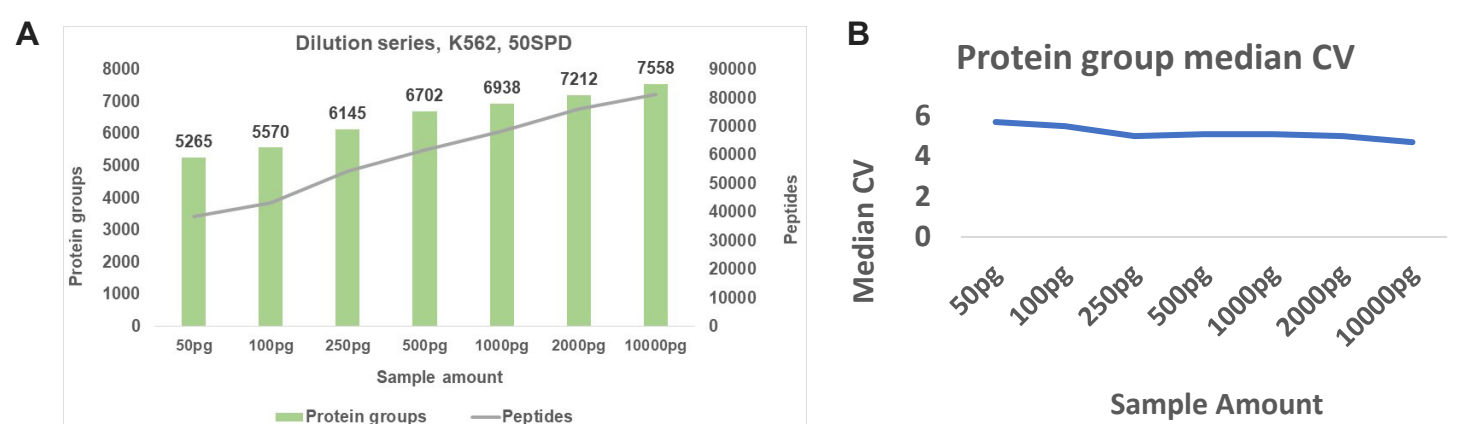 A
Dilution series, K562, 50SPD
Protein groups
8000
7000
6000
5000
4000
3000
2000
1000
0
5265
5570
6145
6702
6938
7212
7558
90000
80000
70000
60000
50000
40000
30000
20000
10000
0
Peptides
50pg 100pg 250pg 500pg 1000pg 2000pg 10000pg
Sample amount
Protein groups Peptides
B
Protein group median CV
Median CV
6
4
2
0
50pg
100pg
250pg
500pg
1000pg
2000pg
10000pg
Sample Amount